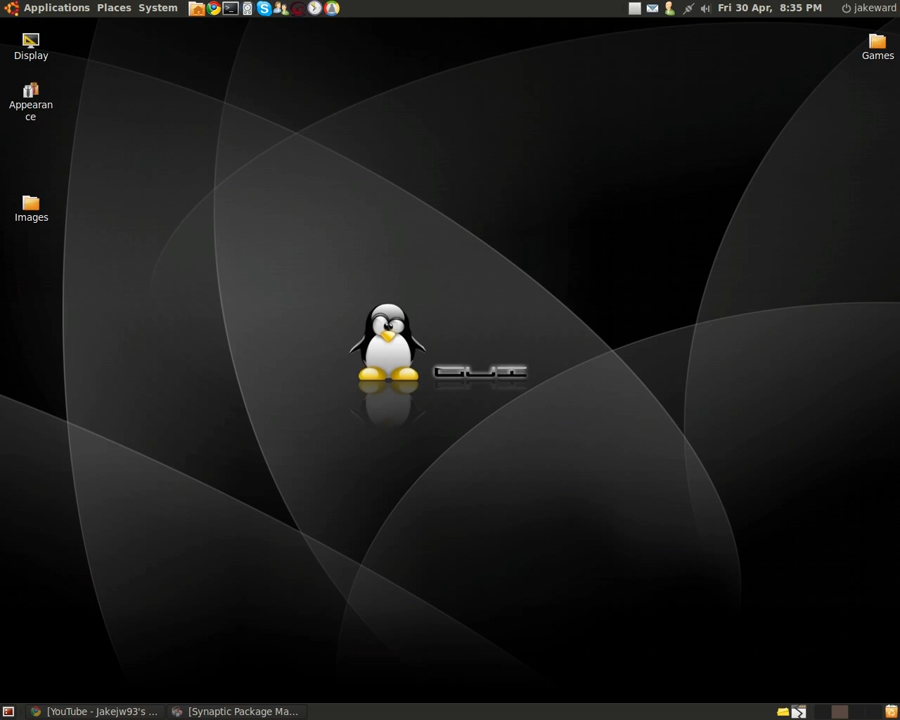 Applications Places System
Fri 30 Apr, 8:35 PM
jakeward
Display
Games
Appearan
ce
Images
[YouTube - Jakejw93's ...
[Synaptic Package Ma...